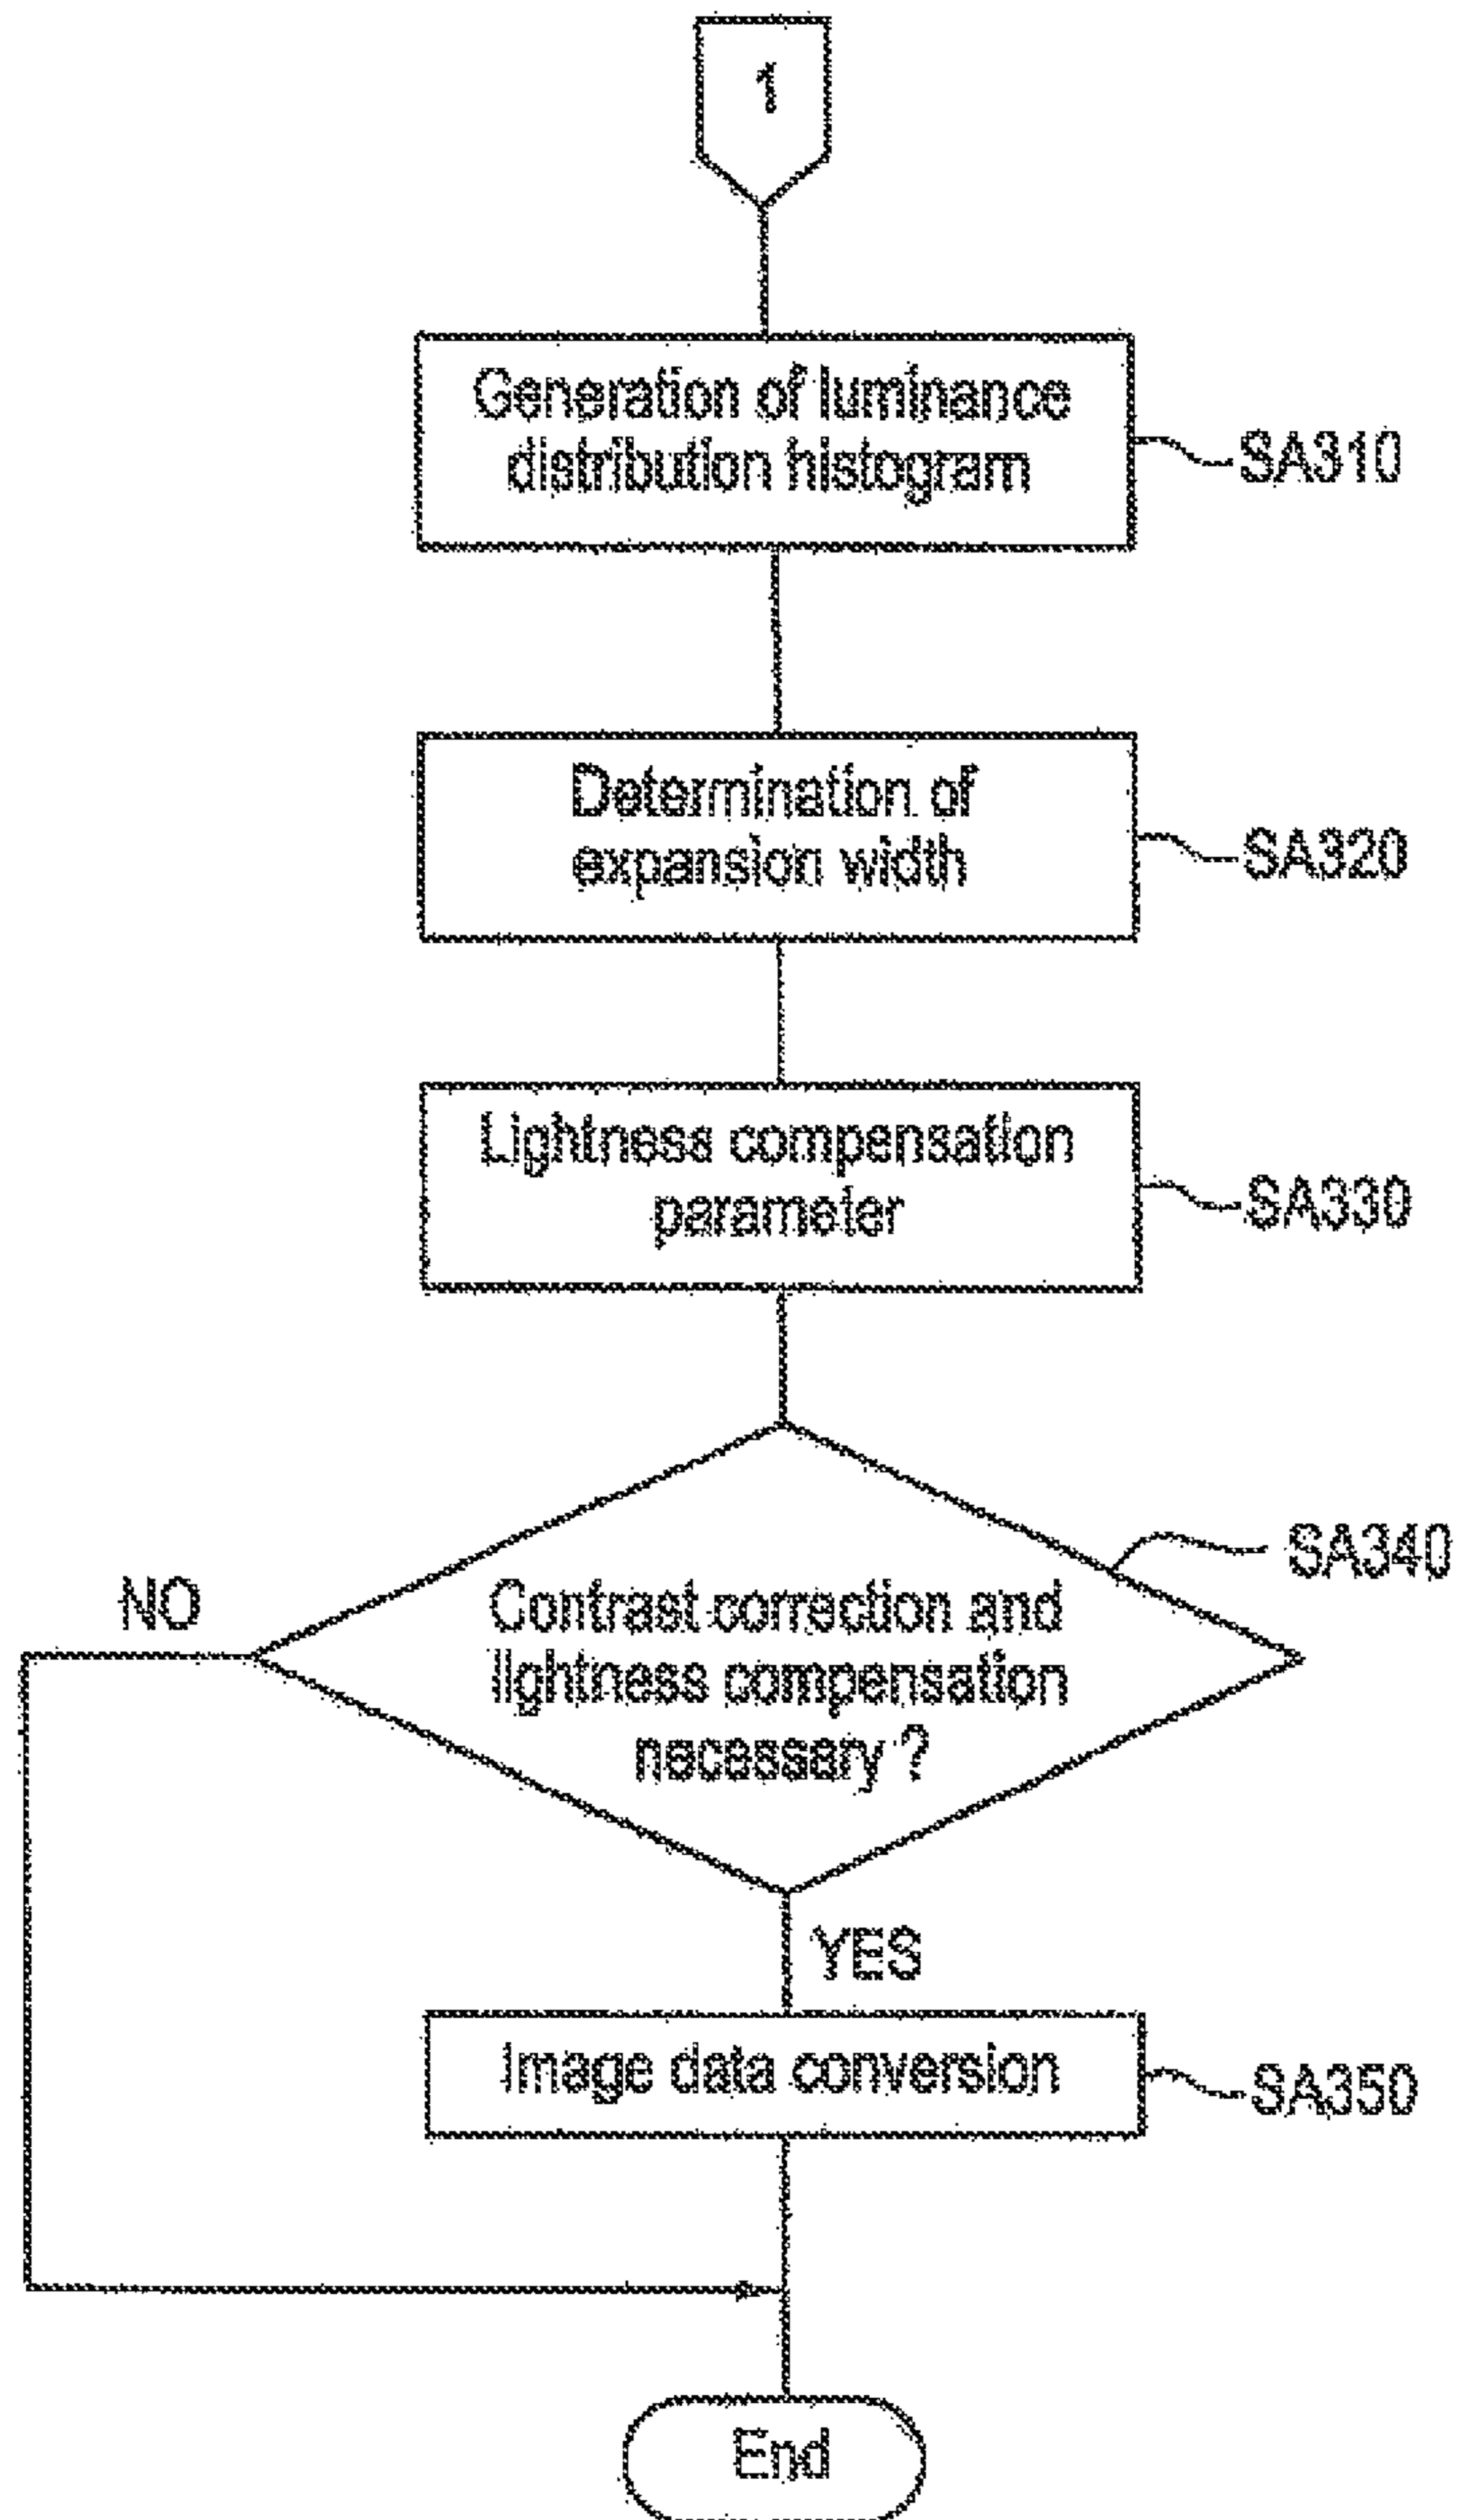 1
Generation of luminance
distribution histogram
SA310
Determination of
expansion width
SA320
Lightness compensation
parameter
SA330
SA340
NO
Contrast correction and
lightness compensation
necessary ?
YES
Image data conversion
SA350
End